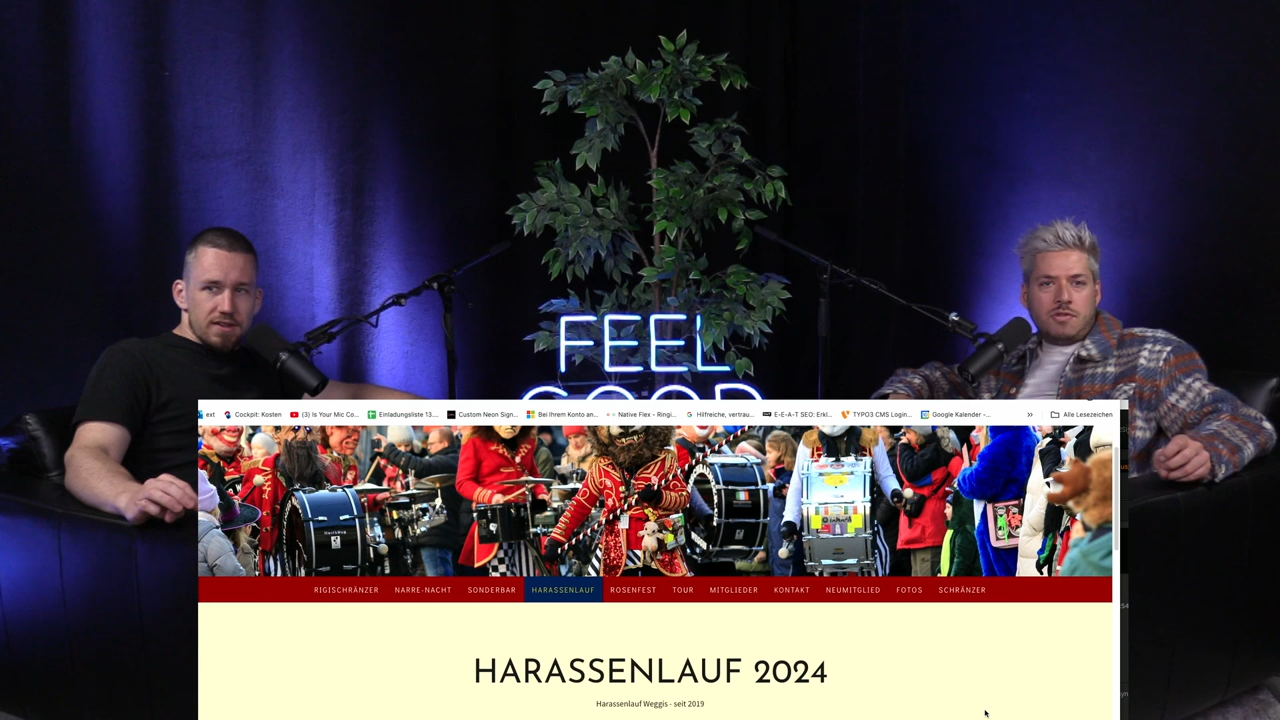 FEEL
GOOD
ext Cockpit: Kosten (3) Is Your Mic Co... Einladungsliste 13.... Custom Neon Sign... Bei Ihrem Konto an... Native Flex – Ringi... Hilfreiche, vertrau... E-E-A-T SEO: Erkl... TYPO3 CMS Login... Google Kalender –... » Alle Lesezeichen
RIGISCHRÄNZER NARRE-NACHT SONDERBAR HARASSENLAUF ROSENFEST TOUR MITGLIEDER KONTAKT NEUMITGLIED FOTOS SCHRÄNZER
HARASSENLAUF 2024
Harassenlauf Weggis - seit 2019